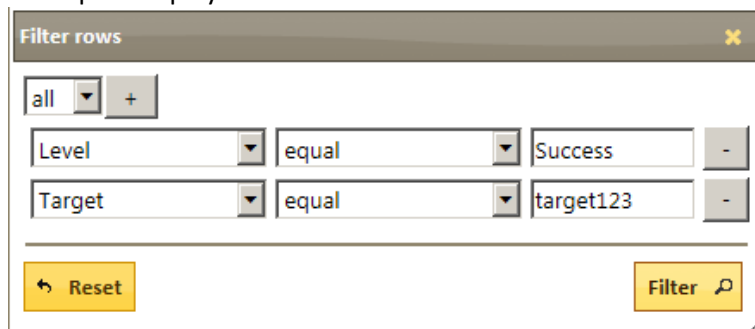 Filter rows
all +
Level equal Success -
Target equal target123 -
Reset Filter